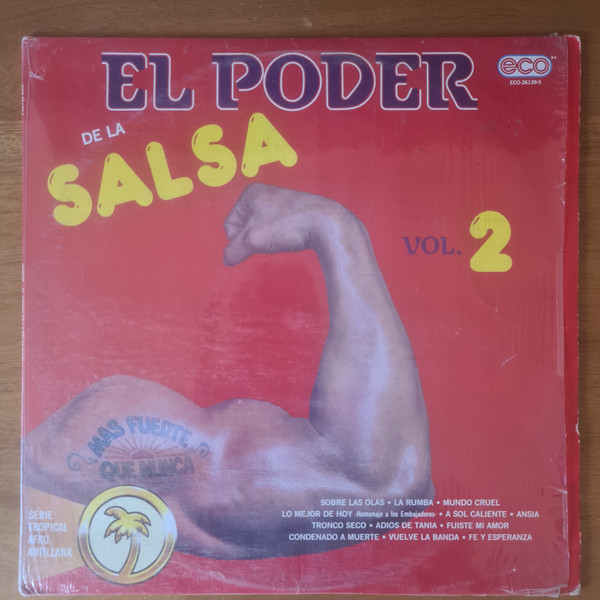 EL PODER
DE LA
SALSA
VOL. 2
eco
ECO-26139-5
MAS FUERTE
QUE NUNCA
SOBRE LAS OLAS • LA RUMBA • MUNDO CRUEL
LO MEJOR DE HOY -Homenaje a los Embajadores- • A SOL CALIENTE • ANSIA
TRONCO SECO • ADIOS DE TANIA • FUISTE MI AMOR
CONDENADO A MUERTE • VUELVE LA BANDA • FE Y ESPERANZA
SERIE
TROPICAL
AFRO
ANTILLANA